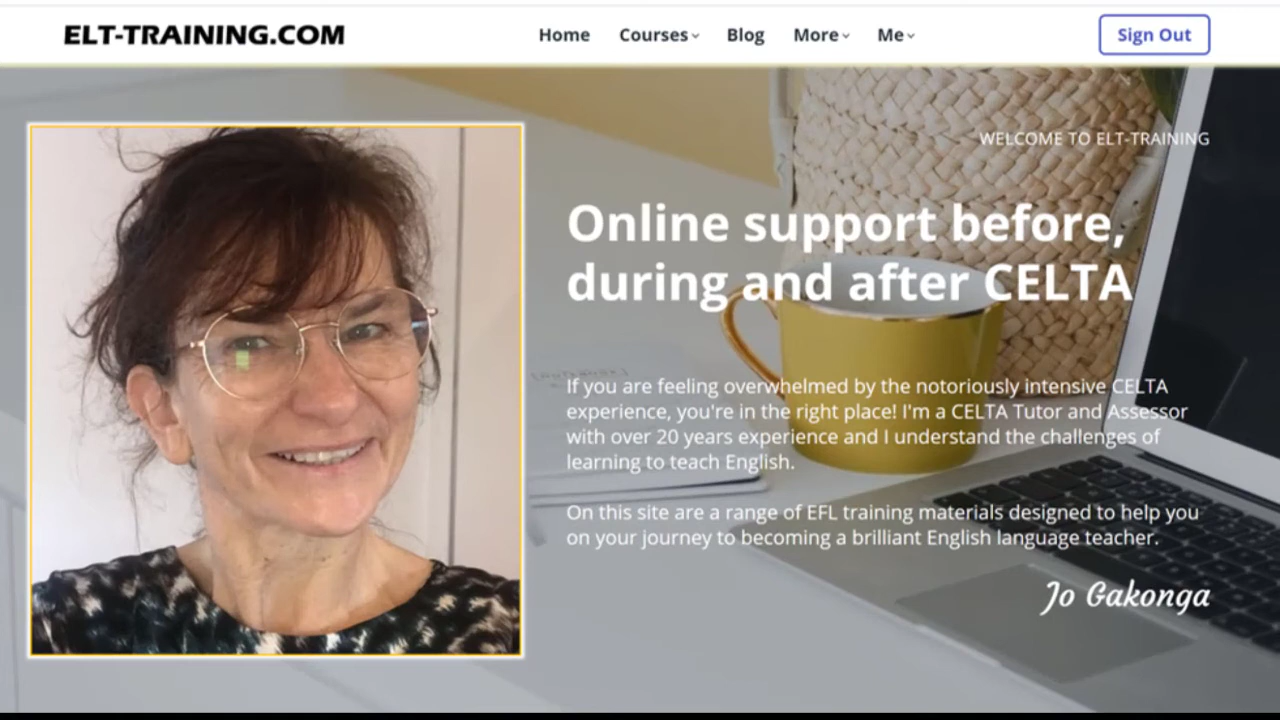 ELT-TRAINING.COM
Home Courses Blog More Me Sign Out
WELCOME TO ELT-TRAINING
Online support before,
during and after CELTA
If you are feeling overwhelmed by the notoriously intensive CELTA
experience, you're in the right place! I'm a CELTA Tutor and Assessor
with over 20 years experience and I understand the challenges of
learning to teach English.
On this site are a range of EFL training materials designed to help you
on your journey to becoming a brilliant English language teacher.
Jo Gakonga